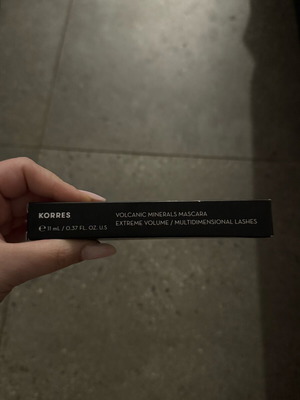 KORRES
VOLCANIC MINERALS MASCARA
EXTREME VOLUME / MULTIDIMENSIONAL LASHES
℮ 11 mL / 0.37 FL. OZ. U.S